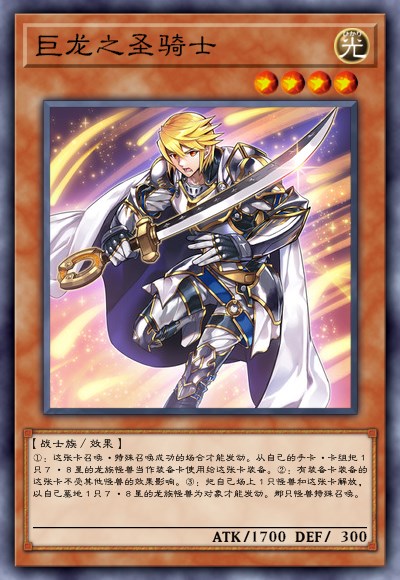 巨龙之圣骑士
光
【战士族/效果】
①：这张卡召唤·特殊召唤成功的场合才能发动。从自己的手卡·卡组把1
只7·8星的龙族怪兽当作装备卡使用给这张卡装备。②：有装备卡装备的
这张卡不受其他怪兽的效果影响。③：把自己场上1只怪兽和这张卡解放，
以自己墓地1只7·8星的龙族怪兽为对象才能发动。那只怪兽特殊召唤。
ATK/1700 DEF/ 300